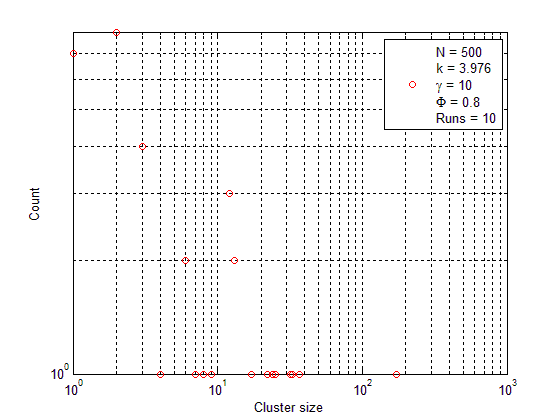 N = 500
k = 3.976
γ = 10
Φ = 0.8
Runs = 10
Count
10^0
10^0 10^1 10^2 10^3
Cluster size